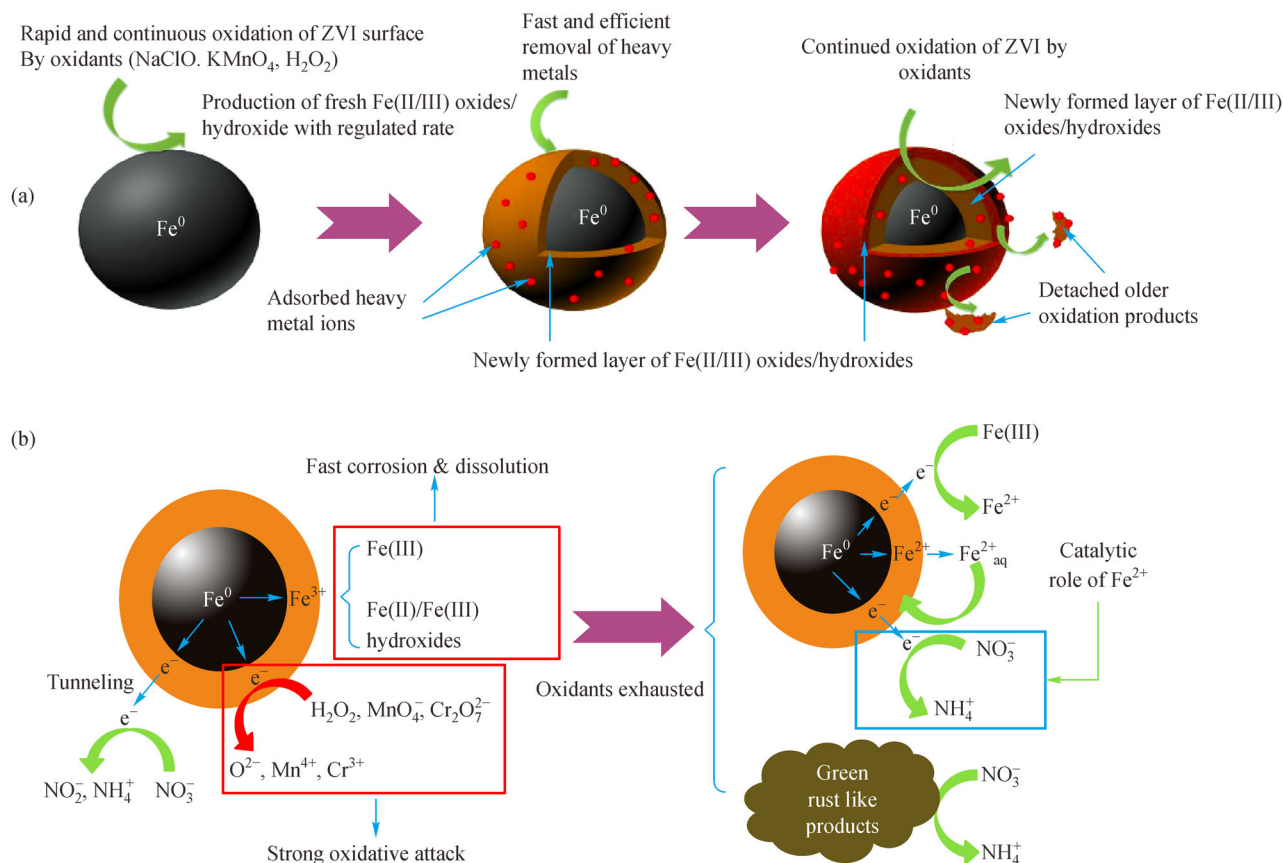 (a)
Rapid and continuous oxidation of ZVI surface
By oxidants (NaClO. KMnO₄, H₂O₂)
Production of fresh Fe(II/III) oxides/
hydroxide with regulated rate
Fe⁰
Fast and efficient
removal of heavy
metals
Fe⁰
Adsorbed heavy
metal ions
Continued oxidation of ZVI by
oxidants
Newly formed layer of Fe(II/III)
oxides/hydroxides
Fe⁰
Detached older
oxidation products
Newly formed layer of Fe(II/III) oxides/hydroxides
(b)
Fast corrosion & dissolution
Fe(III)
Fe(II)/Fe(III)
hydroxides
Fe⁰
Fe³⁺
e⁻
e⁻
Tunneling
e⁻
NO₂⁻, NH₄⁺
NO₃⁻
H₂O₂, MnO₄⁻, Cr₂O₇²⁻
O²⁻, Mn⁴⁺, Cr³⁺
Strong oxidative attack
Oxidants exhausted
Fe(III)
e⁻
e⁻
Fe²⁺
Fe⁰
Fe²⁺
Fe²⁺aq
Catalytic
role of Fe²⁺
e⁻
e⁻
NO₃⁻
NH₄⁺
Green
rust like
products
NO₃⁻
NH₄⁺